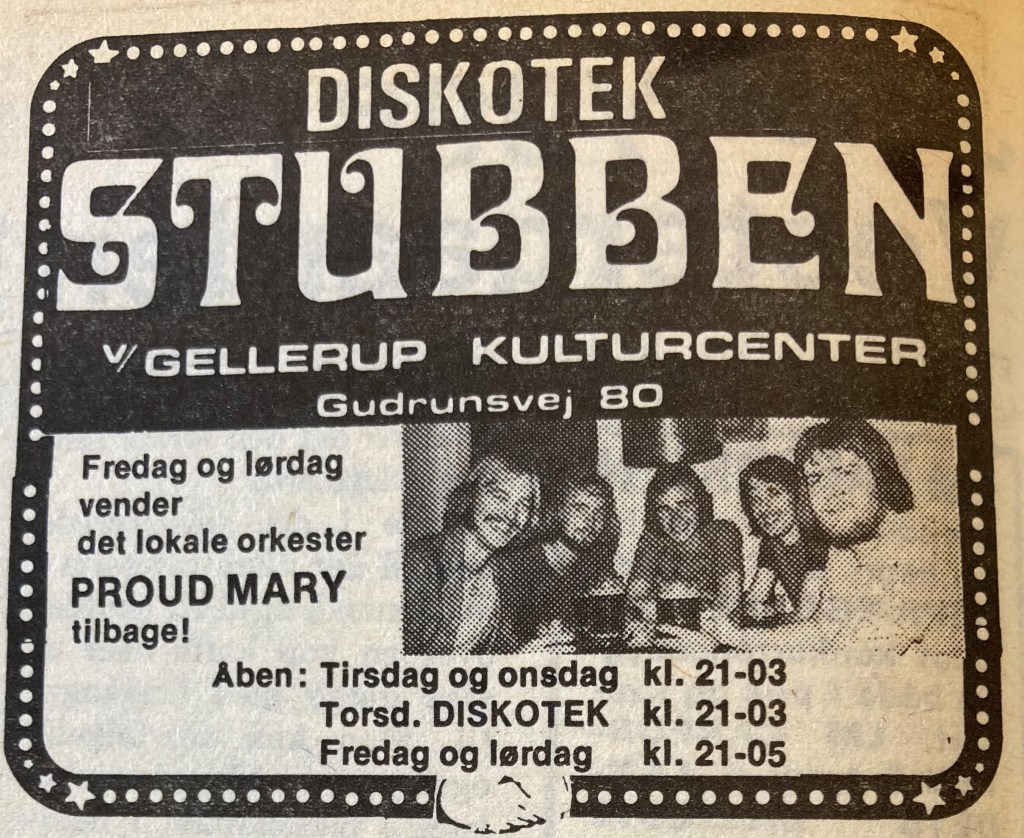 DISKOTEK
STUBBEN
v/GELLERUP KULTURCENTER
Gudrunsvej 80
Fredag og lørdag
vender
det lokale orkester
PROUD MARY
tilbage!
Aben: Tirsdag og onsdag kl. 21-03
Torsd. DISKOTEK kl. 21-03
Fredag og lørdag kl. 21-05